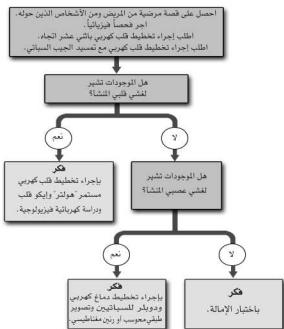 احصل على قصة مرضية من المريض ومن الأشخاص الذين حوله.
اجر فحصاً فيزيائياً.
اطلب إجراء تخطيط قلب كهربي باثني عشر اتجاه.
اطلب إجراء تخطيط قلب كهربي مع تمسيد الجيب السباتي.
هل الموجودات تشير
لغشي قلبي المنشأ؟
نعم
لا
فكر
بإجراء تخطيط قلب كهربي
مستمر "هولتر" وإيكو قلب
ودراسة كهربائية فيزيولوجية.
هل الموجودات تشير
لغشي عصبي المنشأ؟
نعم
لا
فكر
بإجراء تخطيط دماغ كهربي
ودوبلر للسباتيين وتصوير
طبقي محوسب أو رنين مغناطيسي.
فكر
باختبار الإمالة.